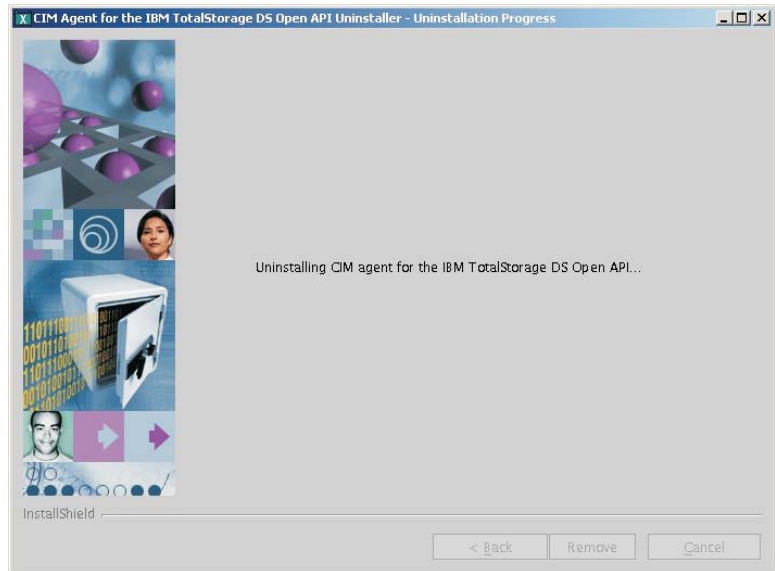 CIM Agent for the IBM TotalStorage DS Open API Uninstaller - Uninstallation Progress
Uninstalling CIM agent for the IBM TotalStorage DS Open API...
InstallShield
< Back
Remove
Cancel